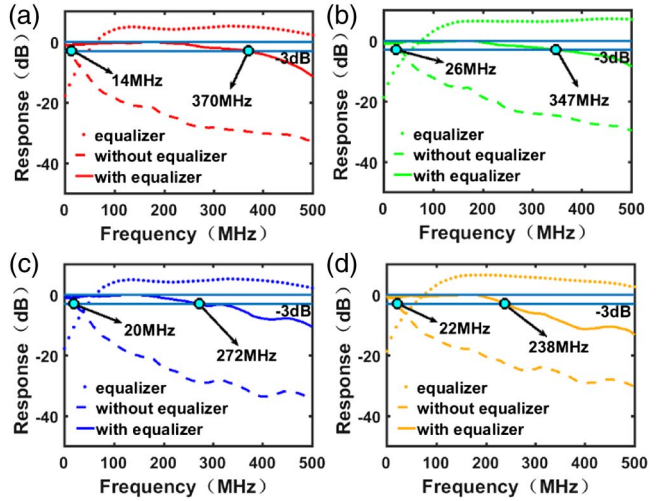 (a)
Response（dB）
0
-20
-40
-3dB
14MHz
370MHz
equalizer
without equalizer
with equalizer
0 100 200 300 400 500
Frequency（MHz）
(b)
Response（dB）
0
-20
-40
-3dB
26MHz
347MHz
equalizer
without equalizer
with equalizer
0 100 200 300 400 500
Frequency（MHz）
(c)
Response（dB）
0
-20
-40
-3dB
20MHz
272MHz
equalizer
without equalizer
with equalizer
0 100 200 300 400 500
Frequency（MHz）
(d)
Response（dB）
0
-20
-40
-3dB
22MHz
238MHz
equalizer
without equalizer
with equalizer
0 100 200 300 400 500
Frequency（MHz）